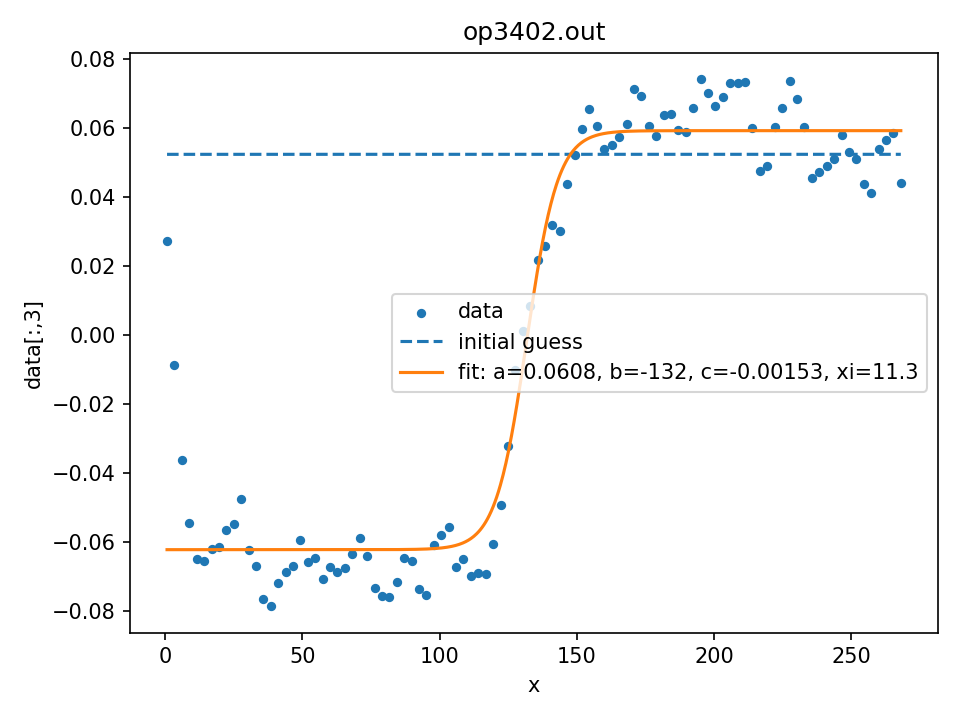 op3402.out
0.08
0.06
0.04
0.02
0.00
−0.02
−0.04
−0.06
−0.08
data[:,3]
data
initial guess
fit: a=0.0608, b=-132, c=-0.00153, xi=11.3
0 50 100 150 200 250
x